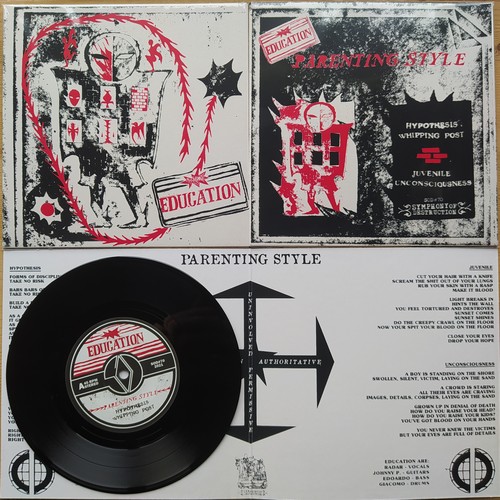 EDUCATION
EDUCATION
PARENTING STYLE
HYPOTHESIS
WHIPPING POST
JUVENILE
UNCONSCIOUSNESS
SYMPHONY OF
DESTRUCTION
PARENTING STYLE
HYPOTHESIS
FORMS OF DISCIPLI
TAKE NO RISK
BARS BARS
BUILD A
TAKE NO
UNINVOLVED / PERMISSIVE
AUTHORITATIVE
EDUCATION
A
PARENTING STYLE
HYPOTHESIS
WHIPPING POST
JUVENILE
CUT YOUR HAIR WITH A KNIFE
SCREAM THE SHIT OUT OF YOUR LUNGS
RUB YOUR SKIN WITH A RASP
MAKE IT BLOOD
LIGHT BREAKS IN
HINTS THE WALL
YOU FEEL TORTURED AND DESTROYED
SUNSET COMES
SUNSET SHINES
DO THE CREEPY CRAWL ON THE FLOOR
NOW YOUR SPIT YOUR BLOOD ON THE FLOOR
CLOSE YOUR EYES
DROP YOUR HOPE
UNCONSCIOUSNESS
A BOY IS STANDING ON THE SHORE
SWOLLEN, SILENT, VICTIM, LAYING ON THE SAND
A CROWD IS STARING
ALL THEIR EYES ARE CRAVING
IMAGES, DETAILS, CORPSES, LAYING ON THE SAND
GROWN UP IN DENIAL OF DEATH
HOW DO YOU RAISE YOUR HEAD?
HOW DO YOU RAISE YOUR KIDS?
YOU'VE GOT BLOOD ON YOUR HANDS
YOU NEVER KNEW THE VICTIMS
BUT YOUR EYES ARE FULL OF DETAILS
EDUCATION ARE:
RADAR - VOCALS
JOHNNY P. - GUITARS
EDOARDO - BASS
GIACOMO - DRUMS